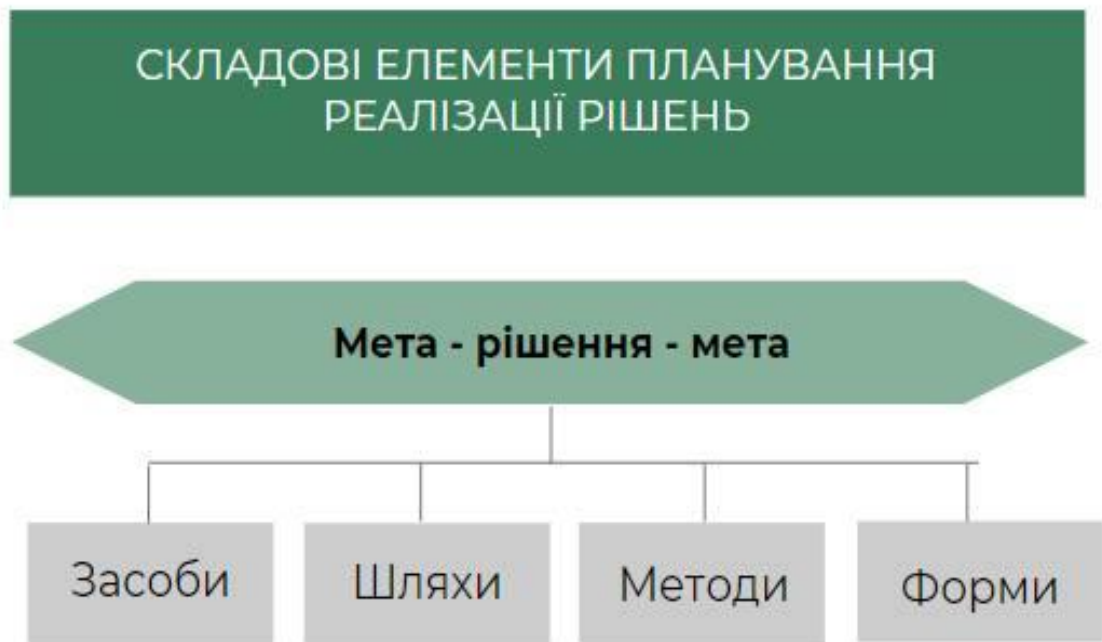 СКЛАДОВІ ЕЛЕМЕНТИ ПЛАНУВАННЯ
РЕАЛІЗАЦІЇ РІШЕНЬ
Мета - рішення - мета
Засоби
Шляхи
Методи
Форми